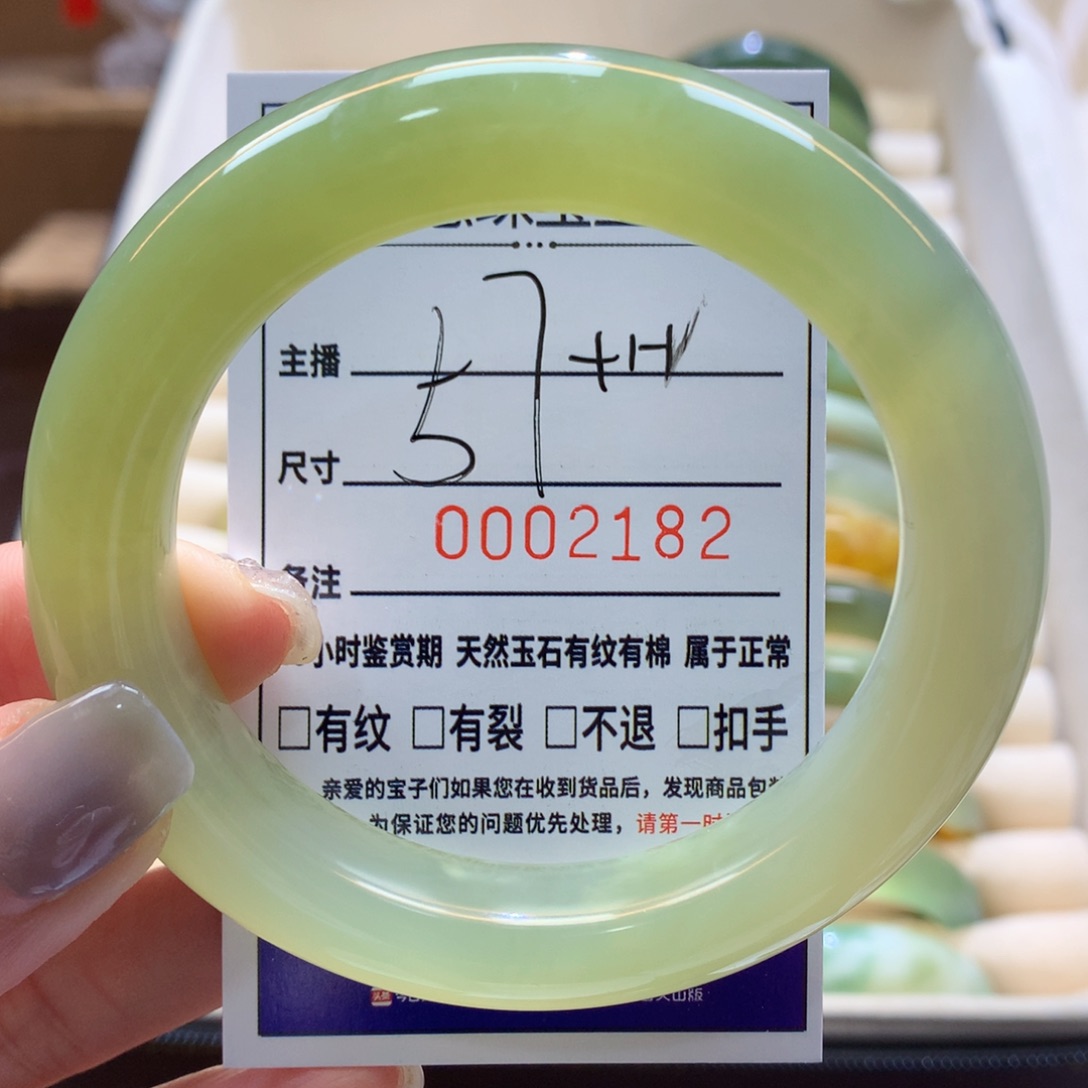 主播
57 +H
尺寸
0002182
备注
小时鉴赏期 天然玉石有纹有棉 属于正常
□有纹 □有裂 □不退 □扣手
亲爱的宝子们如果您在收到货品后，发现商品包
为保证您的问题优先处理，请第一时